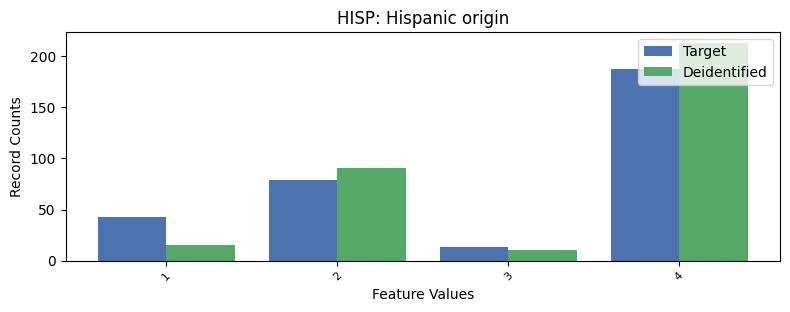 HISP: Hispanic origin
Target
Deidentified
Record Counts
200
150
100
50
0
1
2
3
4
Feature Values